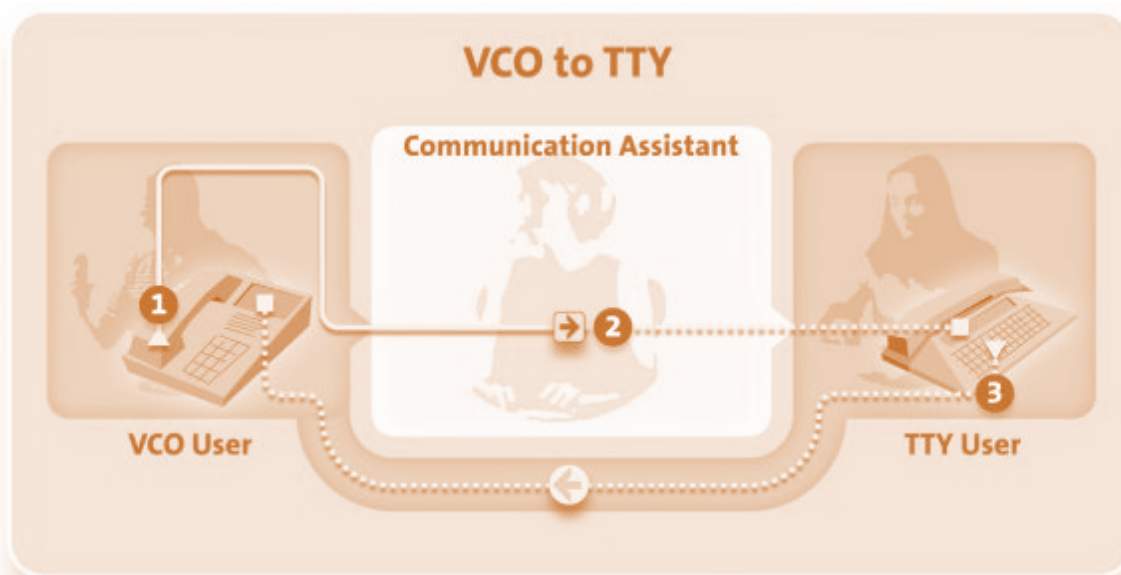 VCO to TTY
Communication Assistant
1
2
3
VCO User
TTY User